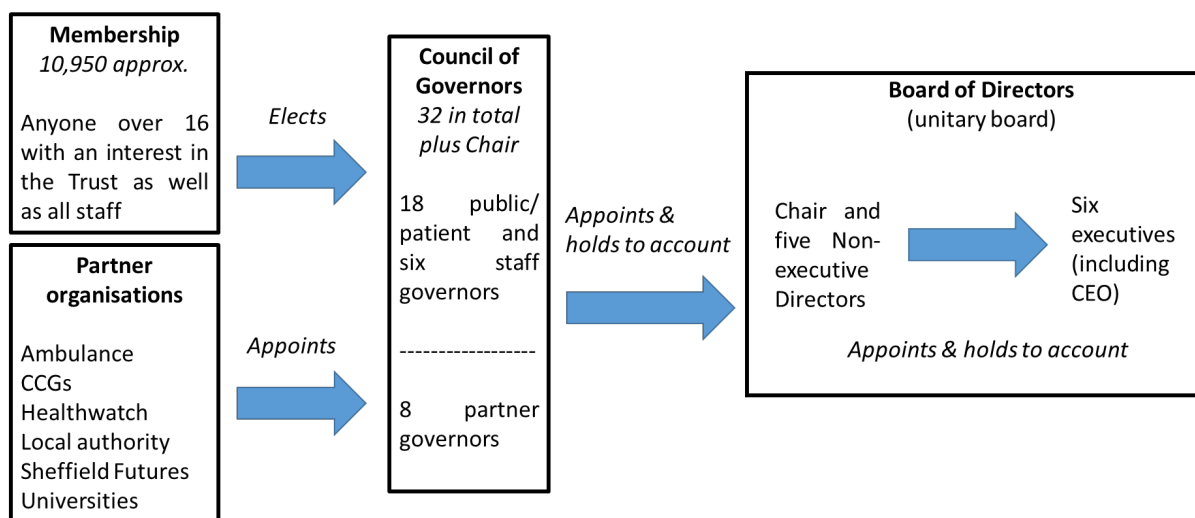 Membership
10,950 approx.
Anyone over 16
with an interest in
the Trust as well
as all staff
Partner
organisations
Ambulance
CCGs
Healthwatch
Local authority
Sheffield Futures
Universities
Elects
Appoints
Council of
Governors
32 in total
plus Chair
18 public/
patient and
six staff
governors
-------------------
8 partner
governors
Appoints &
holds to account
Board of Directors
(unitary board)
Chair and
five Non-
executive
Directors
Six
executives
(including
CEO)
Appoints & holds to account